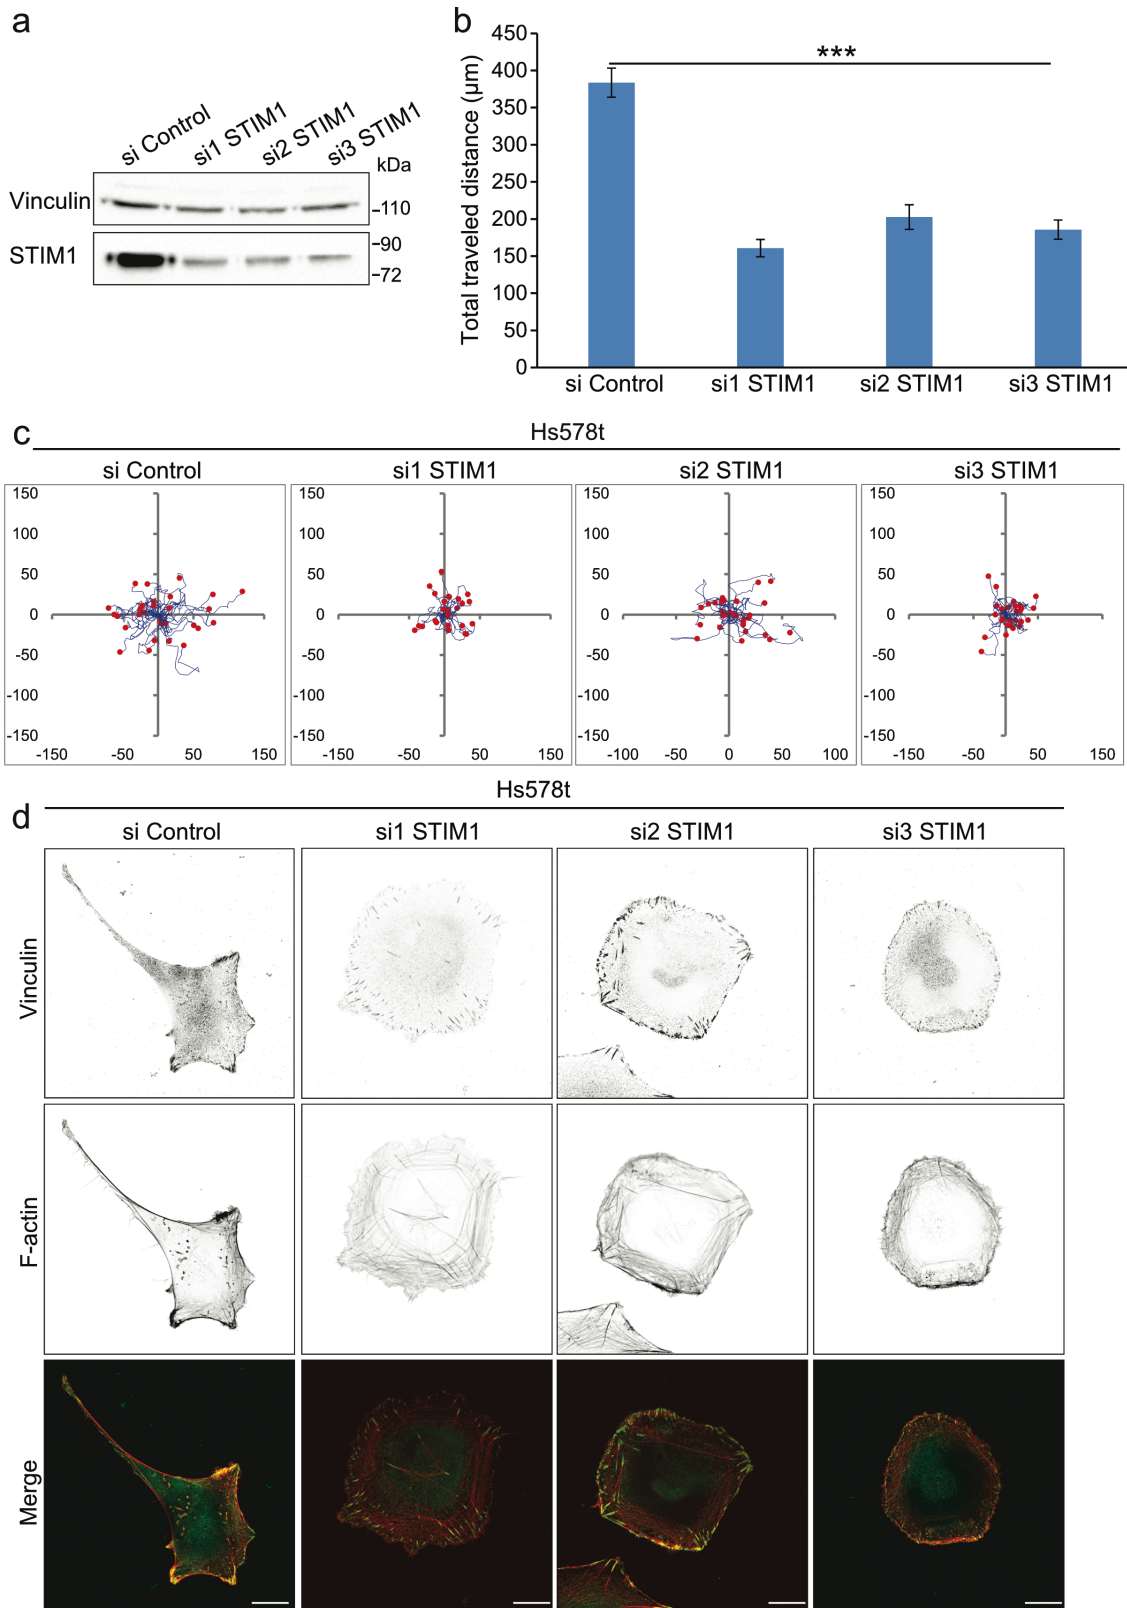 a
si Control
si1 STIM1
si2 STIM1
si3 STIM1
kDa
Vinculin
-110
STIM1
-90
-72
b
Total traveled distance (µm)
450
400
350
300
250
200
150
100
50
0
***
si Control
si1 STIM1
si2 STIM1
si3 STIM1
c
Hs578t
si Control
si1 STIM1
si2 STIM1
si3 STIM1
150
100
50
0
-50
-100
-150
-150
-50
50
150
150
100
50
0
-50
-100
-150
-150
-50
50
150
150
100
50
0
-50
-100
-150
-100
-50
0
50
100
150
100
50
0
-50
-100
-150
-150
-50
50
150
d
Hs578t
si Control
si1 STIM1
si2 STIM1
si3 STIM1
Vinculin
F-actin
Merge